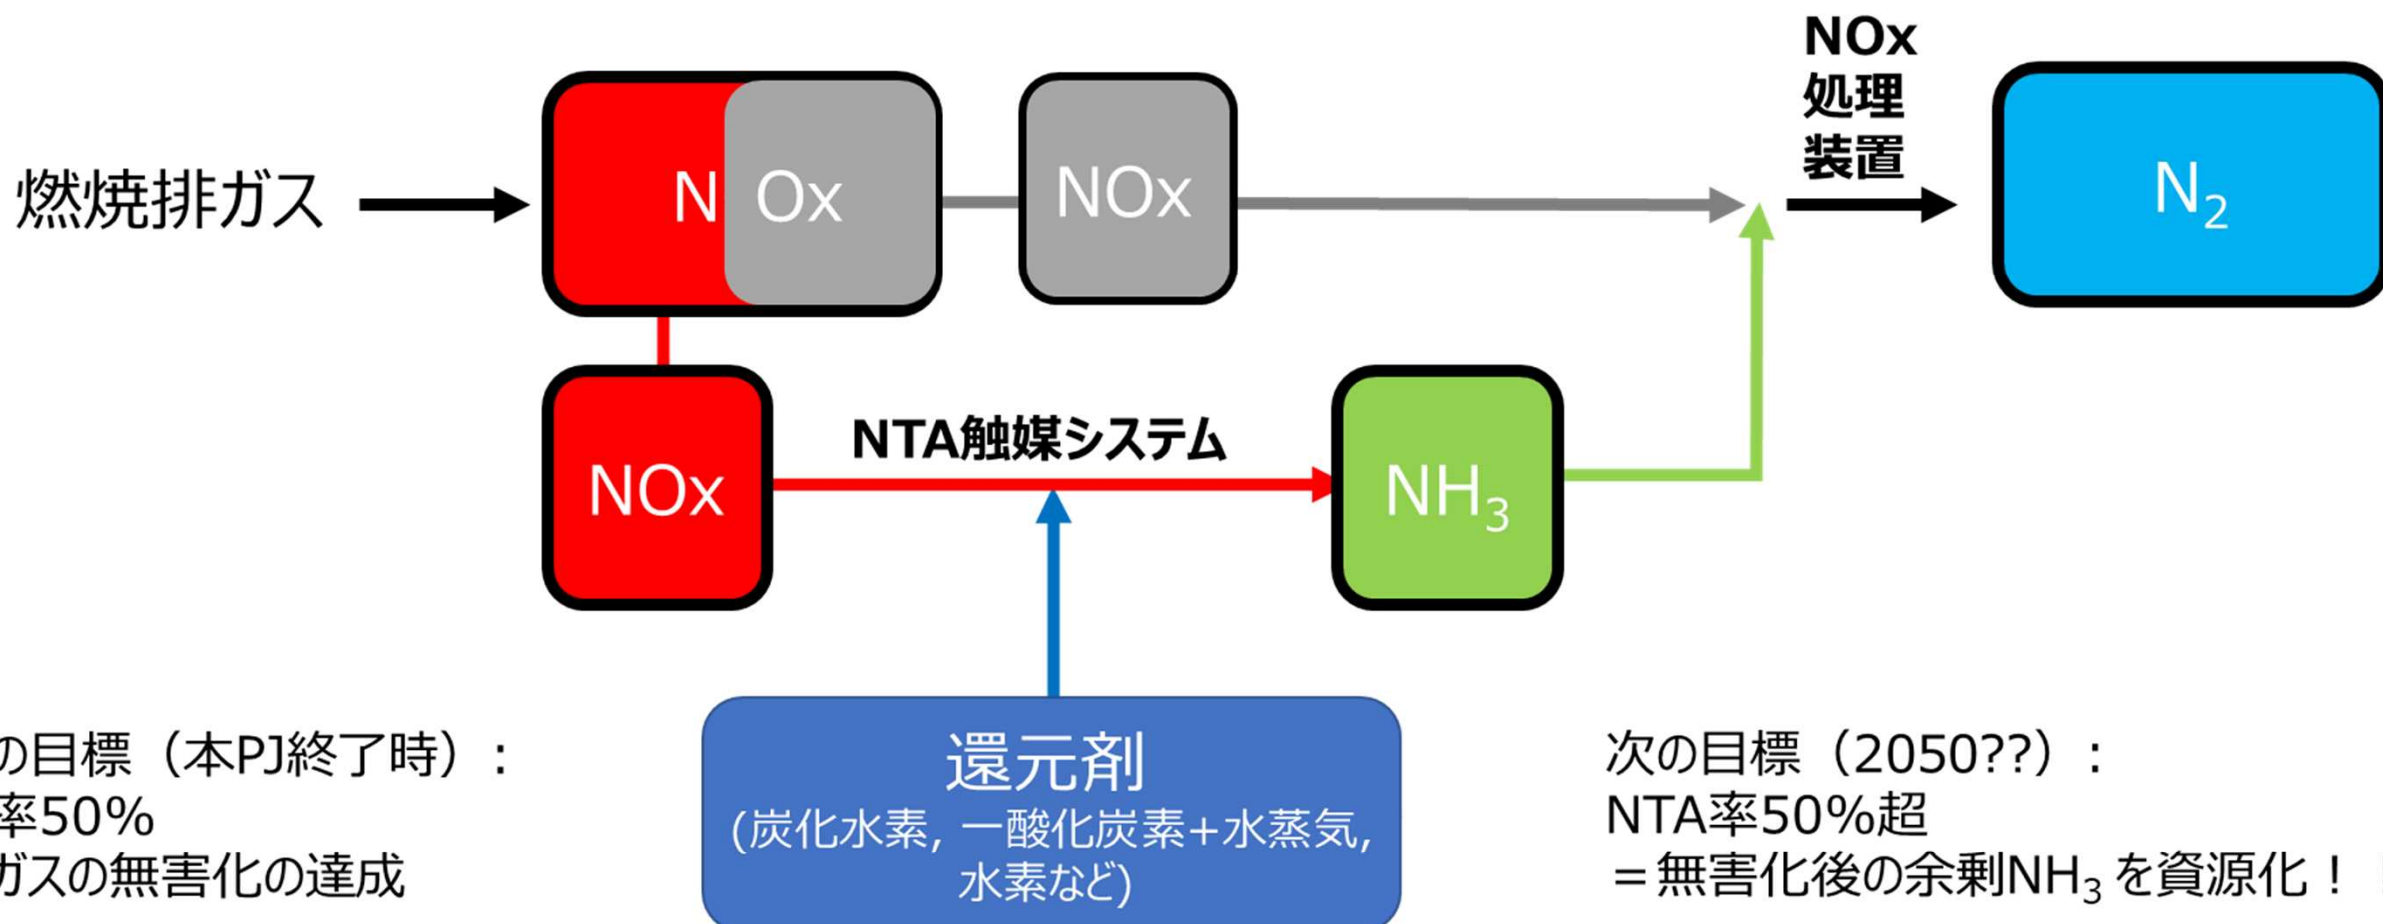 燃焼排ガス
NOx
NOx
NOx
処理
装置
N₂
NOx
NTA触媒システム
NH₃
還元剤
(炭化水素, 一酸化炭素+水蒸気,
水素など)
の目標（本PJ終了時）:
率50%
ガスの無害化の達成
次の目標（2050??）:
NTA率50%超
＝無害化後の余剰NH₃を資源化！